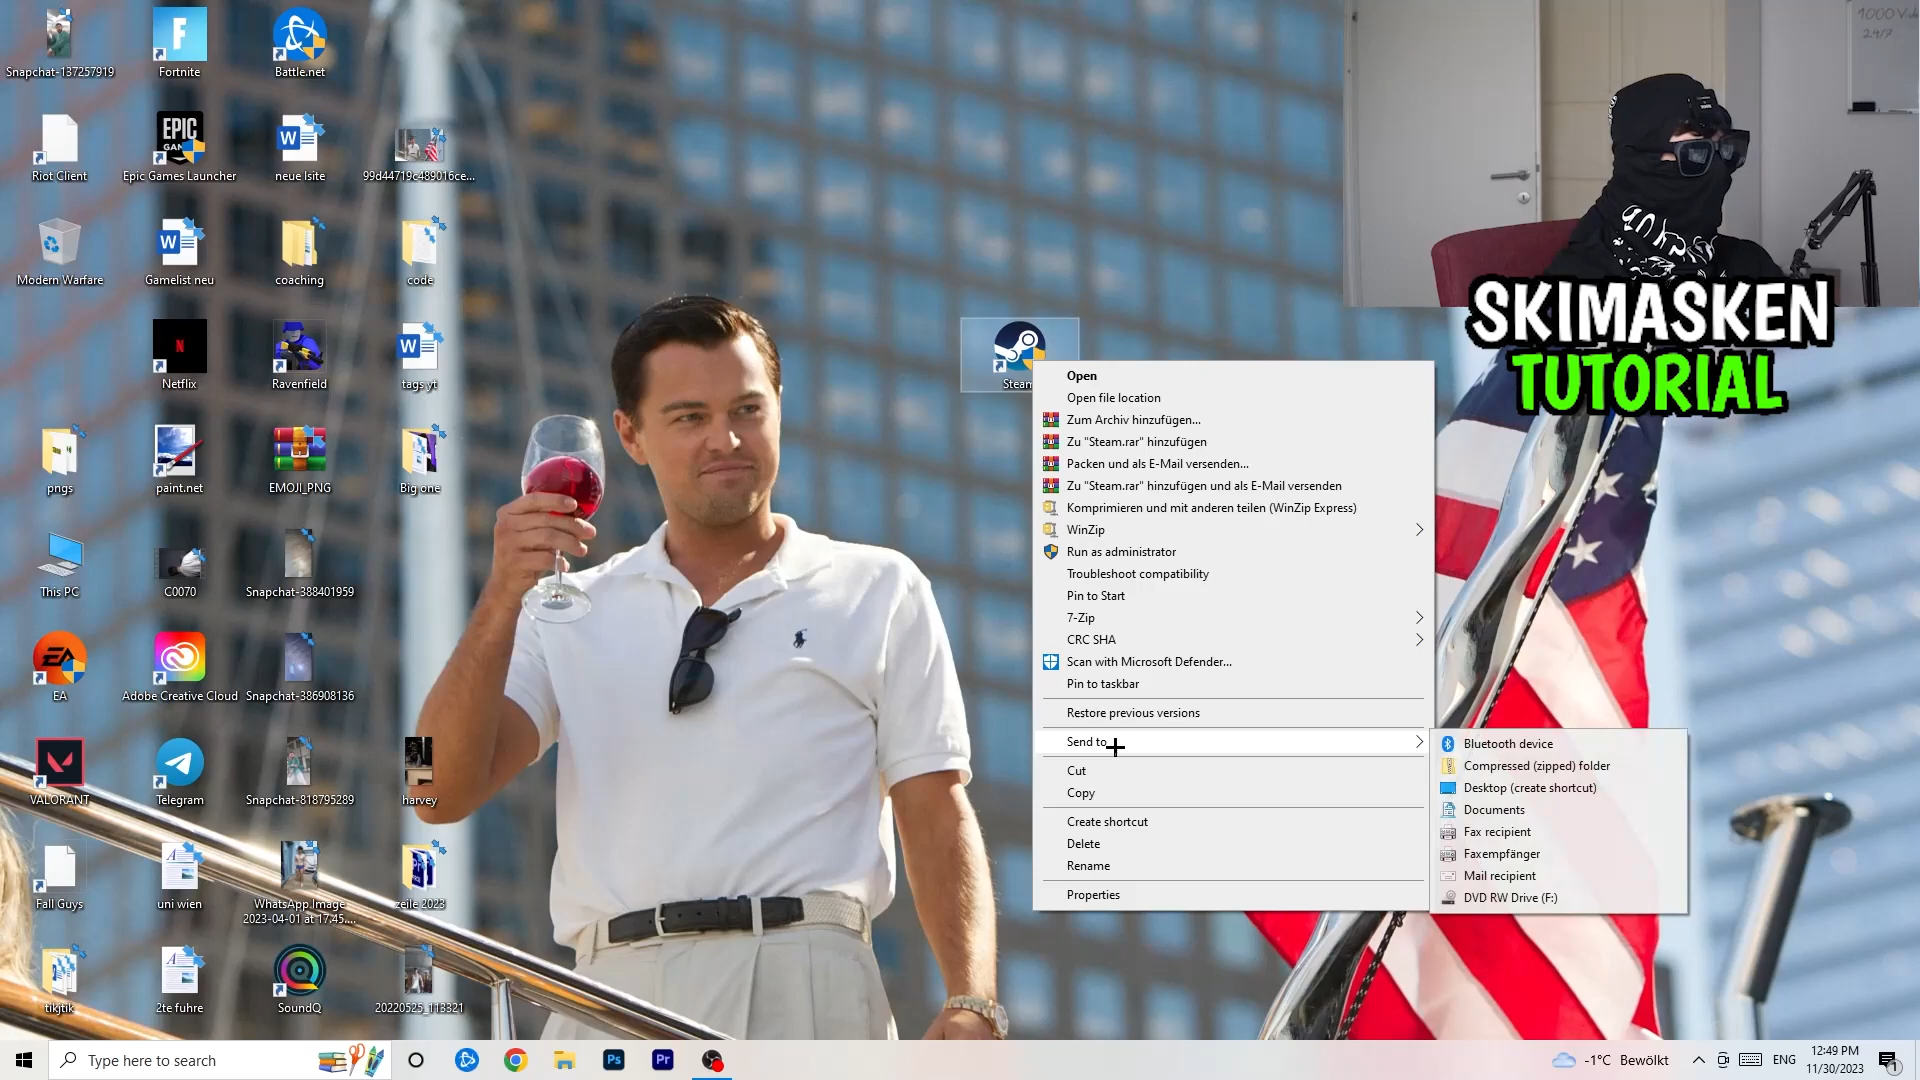 Snapchat-137257919
Fortnite
Battle.net
Riot Client
EPIC
Epic Games Launcher
neue lsite
99d44719c489016ce...
Modern Warfare
Gamelist neu
coaching
code
Netflix
Ravenfield
tags yt
pngs
paint.net
EMOJI_PNG
Big one
This PC
C0070
Snapchat-388401959
EA
Adobe Creative Cloud
Snapchat-386908136
VALORANT
Telegram
Snapchat-818795289
harvey
Fall Guys
uni wien
WhatsApp Image
2023-04-01 at 17.45....
zeile 2023
tikjtik
2te fuhre
SoundQ
20220525_113321
Steam
Open
Open file location
Zum Archiv hinzufügen...
Zu "Steam.rar" hinzufügen
Packen und als E-Mail versenden...
Zu "Steam.rar" hinzufügen und als E-Mail versenden
Komprimieren und mit anderen teilen (WinZip Express)
WinZip
Run as administrator
Troubleshoot compatibility
Pin to Start
7-Zip
CRC SHA
Scan with Microsoft Defender...
Pin to taskbar
Restore previous versions
Send to
Cut
Copy
Create shortcut
Delete
Rename
Properties
Bluetooth device
Compressed (zipped) folder
Desktop (create shortcut)
Documents
Fax recipient
Faxempfänger
Mail recipient
DVD RW Drive (F:)
24/7
SKIMASKEN
TUTORIAL
Type here to search
Ps
Pr
-1°C Bewölkt
ENG
12:49 PM
11/30/2023
1